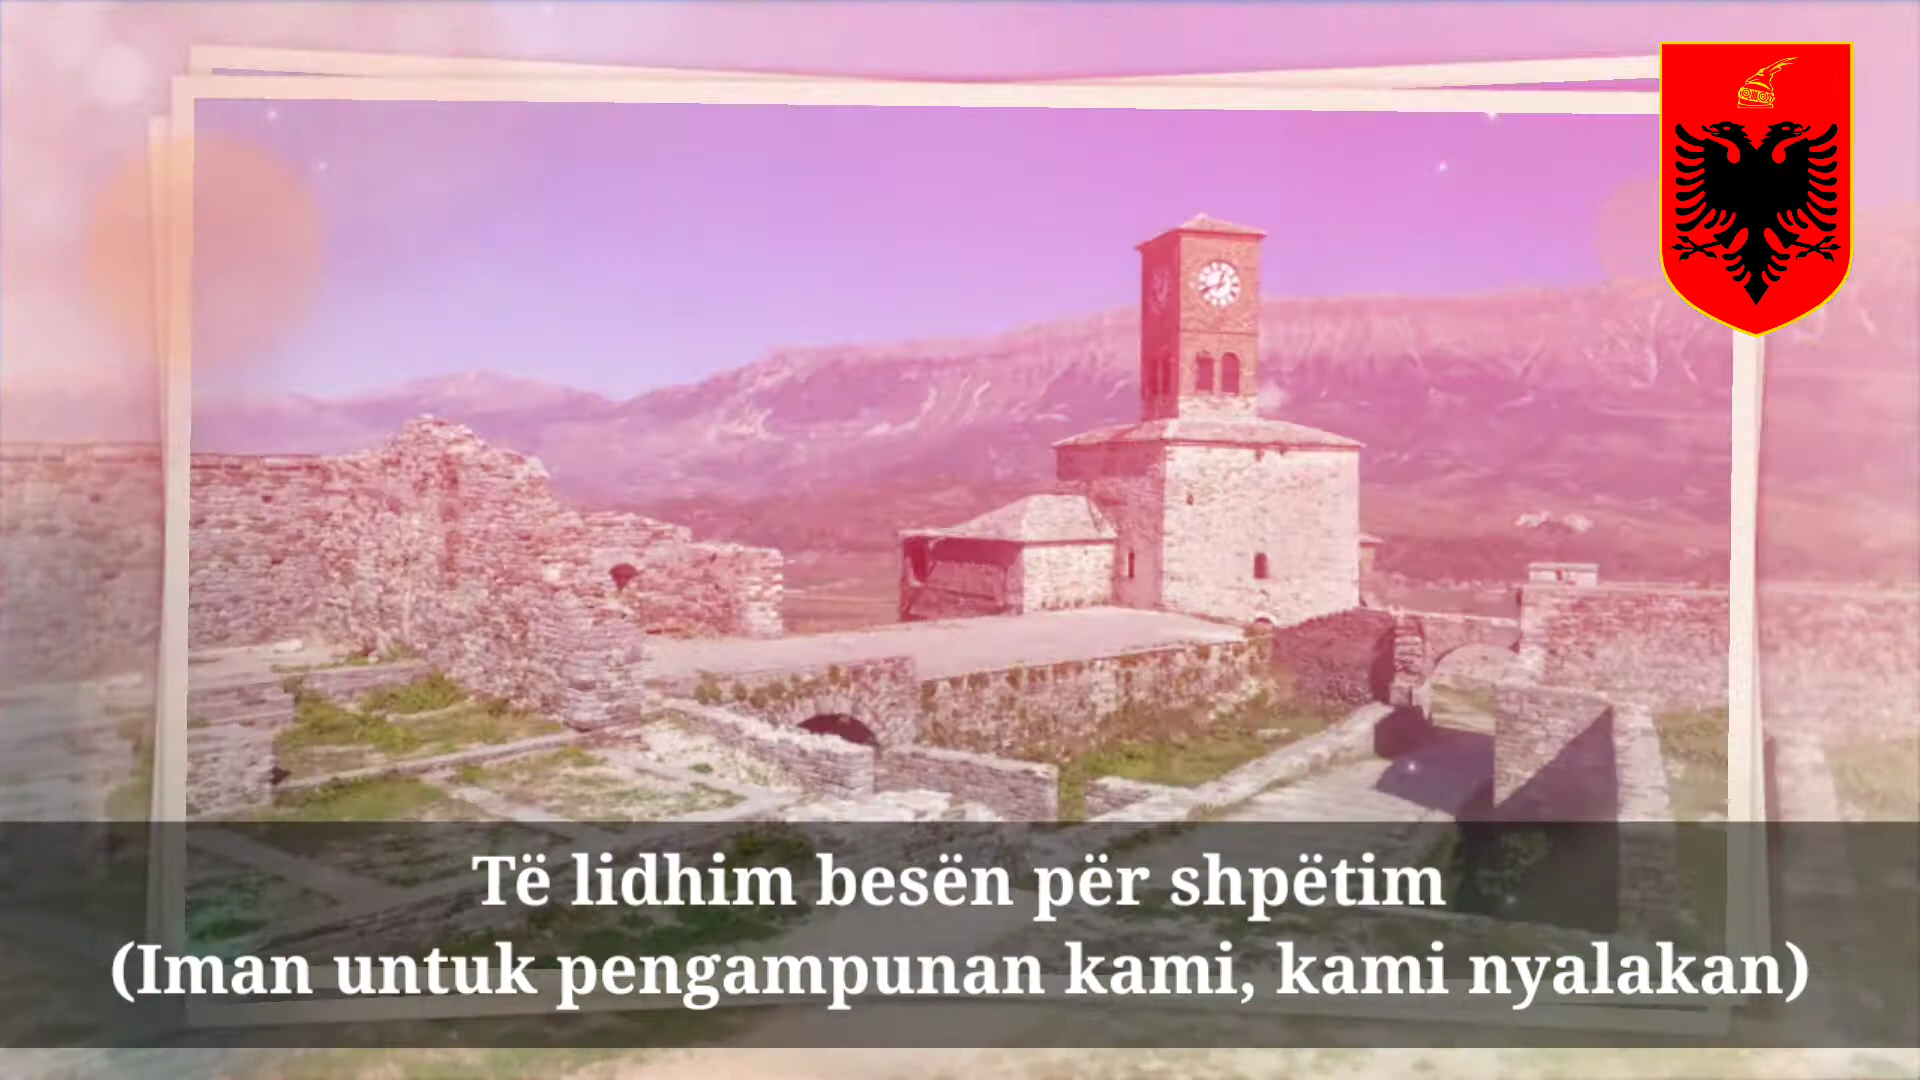 Të lidhim besën për shpëtim
(Iman untuk pengampunan kami, kami nyalakan)